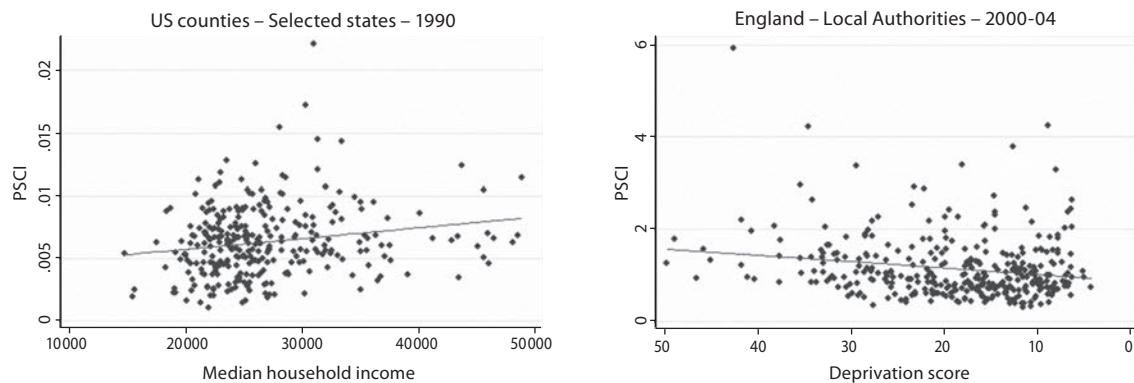 US counties – Selected states – 1990
.02
.015
.01
.005
0
PSCI
10000 20000 30000 40000 50000
Median household income
England – Local Authorities – 2000-04
6
4
2
0
PSCI
50 40 30 20 10 0
Deprivation score